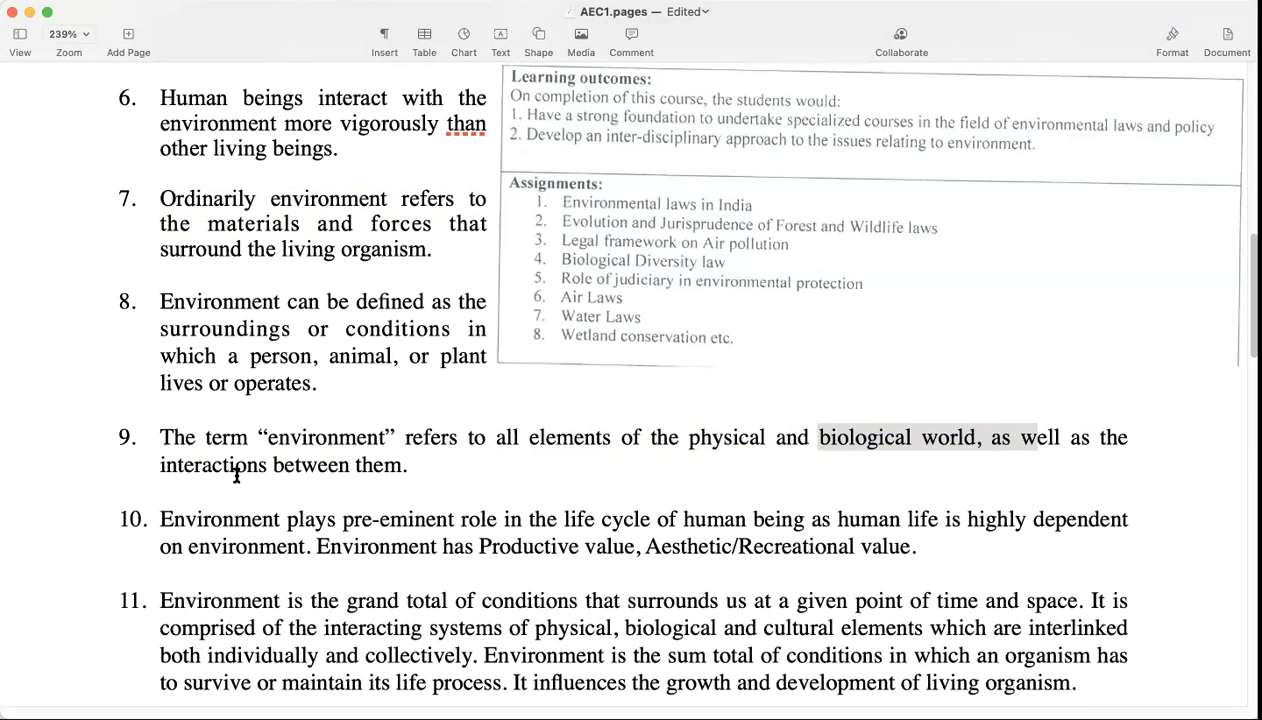 AEC1.pages — Edited
239%
View
Zoom
Add Page
Insert
Table
Chart
Text
Shape
Media
Comment
Collaborate
Format
Document
6. Human beings interact with the
environment more vigorously than
other living beings.
7. Ordinarily environment refers to
the materials and forces that
surround the living organism.
8. Environment can be defined as the
surroundings or conditions in
which a person, animal, or plant
lives or operates.
Learning outcomes:
On completion of this course, the students would:
1. Have a strong foundation to undertake specialized courses in the field of environmental laws and policy
2. Develop an inter-disciplinary approach to the issues relating to environment.
Assignments:
1. Environmental laws in India
2. Evolution and Jurisprudence of Forest and Wildlife laws
3. Legal framework on Air pollution
4. Biological Diversity law
5. Role of judiciary in environmental protection
6. Air Laws
7. Water Laws
8. Wetland conservation etc.
9. The term “environment” refers to all elements of the physical and biological world, as well as the
interactions between them.
10. Environment plays pre-eminent role in the life cycle of human being as human life is highly dependent
on environment. Environment has Productive value, Aesthetic/Recreational value.
11. Environment is the grand total of conditions that surrounds us at a given point of time and space. It is
comprised of the interacting systems of physical, biological and cultural elements which are interlinked
both individually and collectively. Environment is the sum total of conditions in which an organism has
to survive or maintain its life process. It influences the growth and development of living organism.